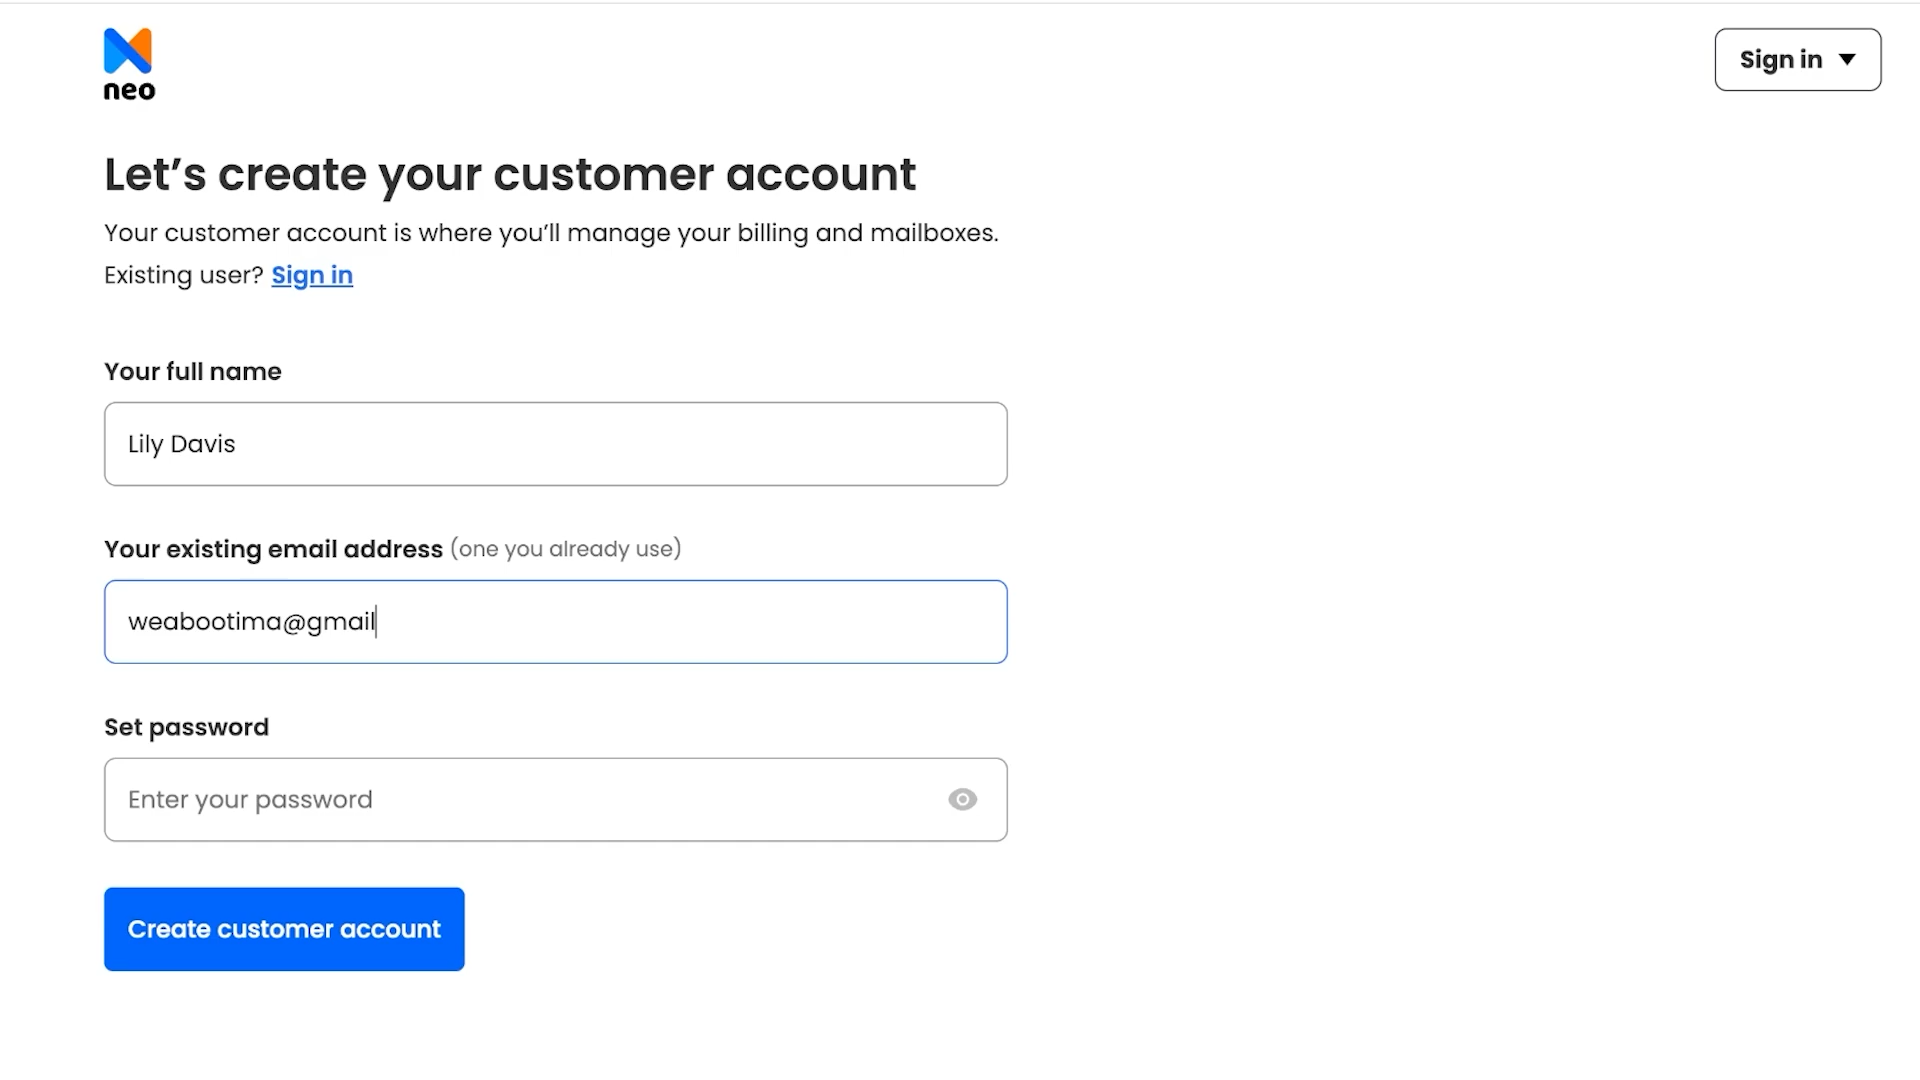 neo
Sign in
Let’s create your customer account
Your customer account is where you’ll manage your billing and mailboxes.
Existing user? Sign in
Your full name
Lily Davis
Your existing email address (one you already use)
weabootima@gmail
Set password
Enter your password
Create customer account